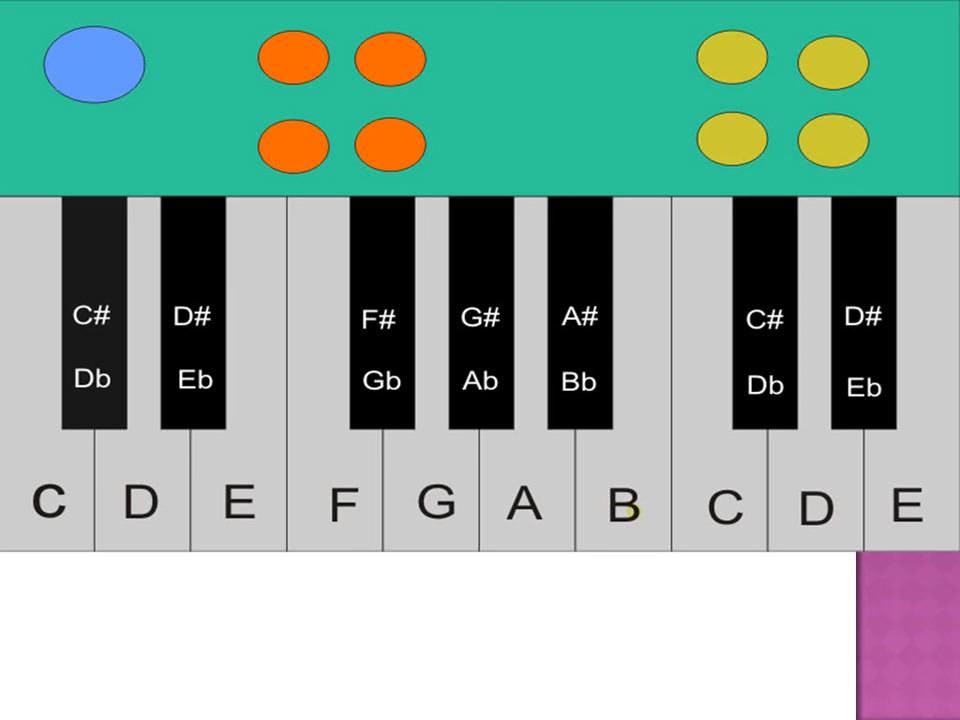 C# D# F# G# A# C# D#
Db Eb Gb Ab Bb Db Eb
C D E F G A B C D E